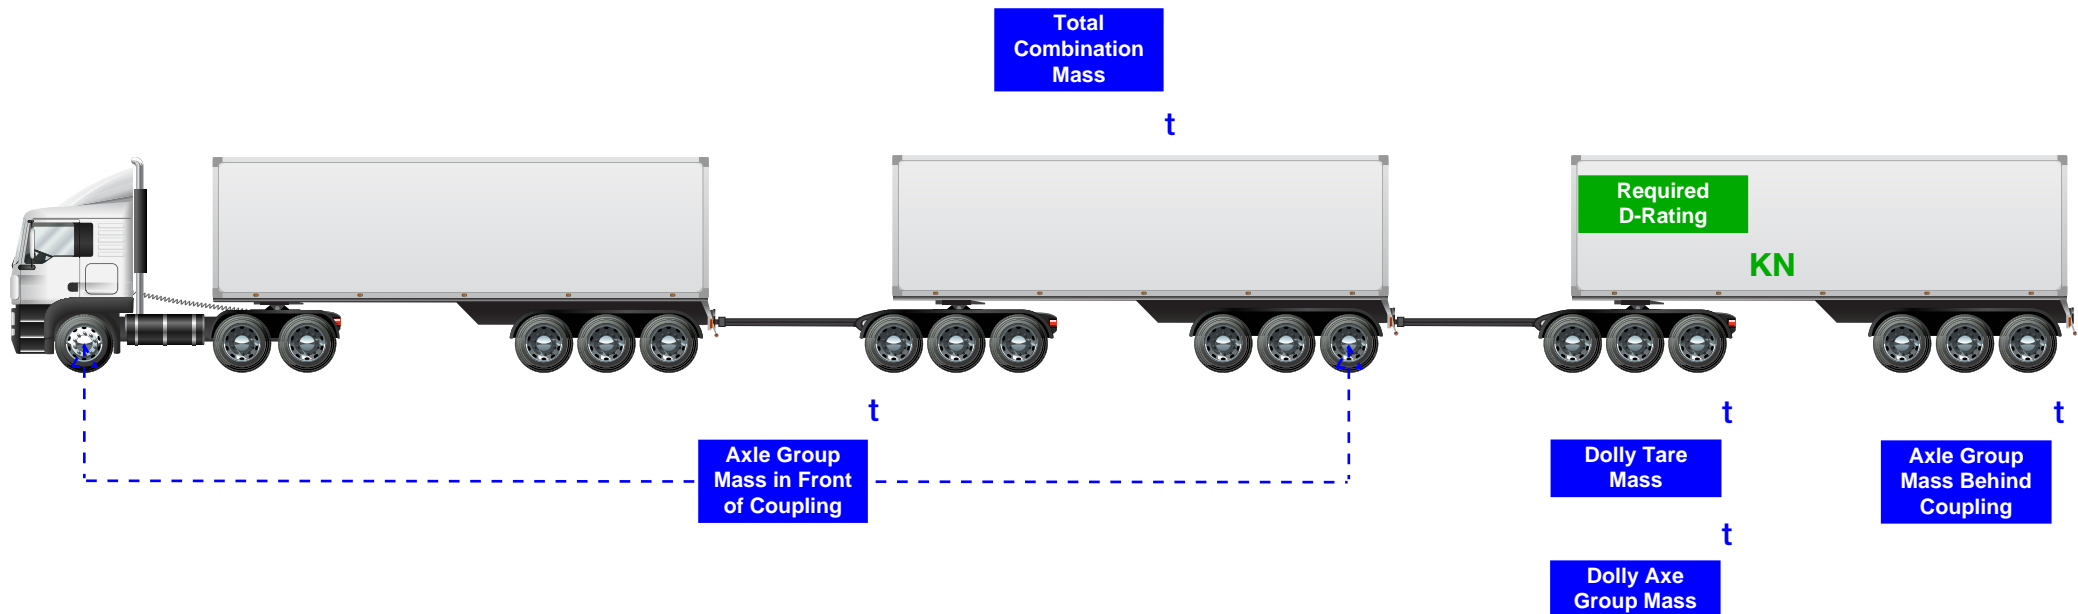 Total
Combination
Mass
t
Required
D-Rating
KN
t
Axle Group
Mass in Front
of Coupling
t
Dolly Tare
Mass
t
Dolly Axe
Group Mass
t
Axle Group
Mass Behind
Coupling